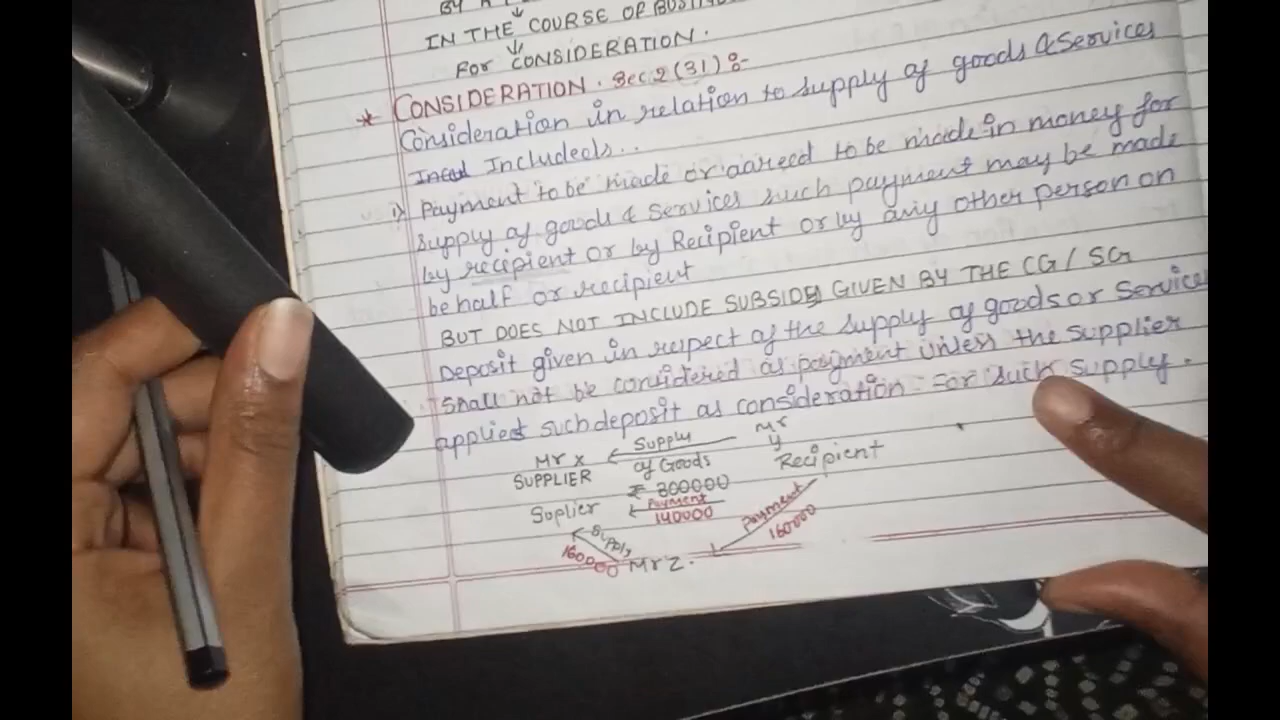 BY A
IN THE COURSE OF BUSIN
FOR CONSIDERATION.
* CONSIDERATION. Sec 2 (31) :-
Consideration in relation to supply of goods & Services
Includeds..
i) Payment to be made or aareed to be made in money for
supply of goods & Services such payment may be made
by recipient or by Recipient or by any other person on
behalf or recipient
BUT DOES NOT INCLUDE SUBSIDY GIVEN BY THE CG/ SG
Deposit given in respect of the supply of goods or Service
Shall not be considered as payment unless the supplier
applies such deposit as consideration for such supply.
Mr X Supply Mr Y
SUPPLIER of Goods Recipient
₹ 300000
Suplier Payment Payment
140000 160000
Supply
160000 Mr Z.